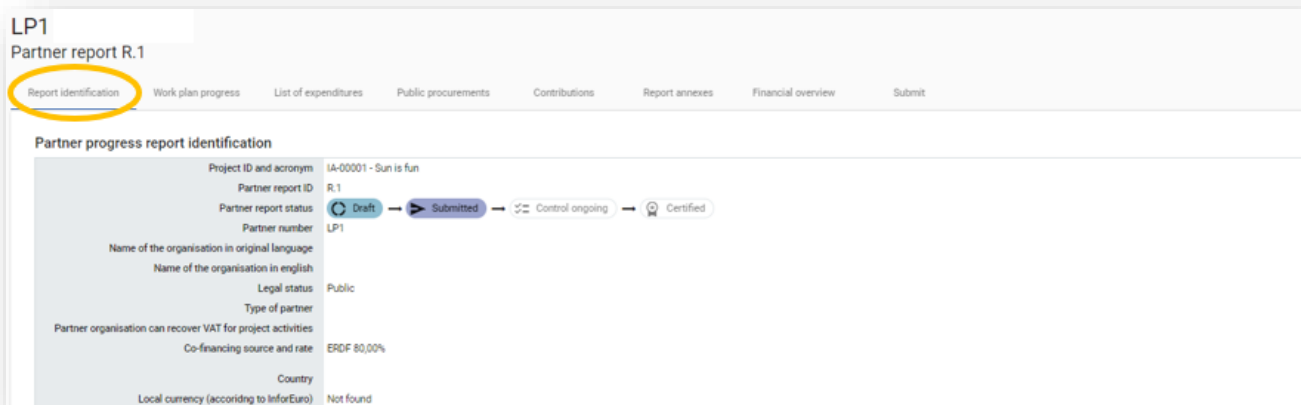 LP1
Partner report R.1
Report identification Work plan progress List of expenditures Public procurements Contributions Report annexes Financial overview Submit
Partner progress report identification
Project ID and acronym IA-00001 - Sun is fun
Partner report ID R.1
Partner report status Draft → Submitted → Control ongoing → Certified
Partner number LP1
Name of the organisation in original language
Name of the organisation in english
Legal status Public
Type of partner
Partner organisation can recover VAT for project activities
Co-financing source and rate ERDF 80,00%
Country
Local currency (accoridng to InforEuro) Not found